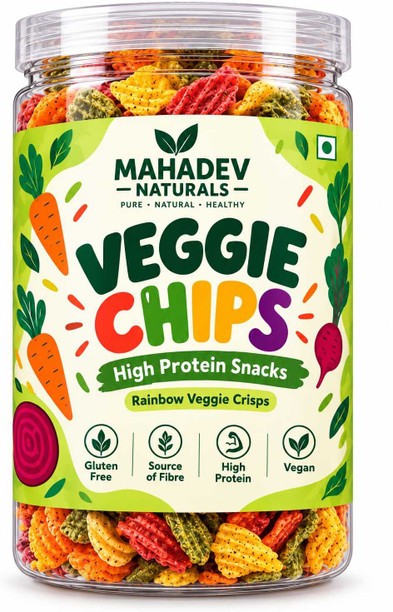 MAHADEV
NATURALS
PURE • NATURAL • HEALTHY
VEGGIE
CHIPS
High Protein Snacks
Rainbow Veggie Crisps
Gluten
Free
Source
of Fibre
High
Protein
Vegan